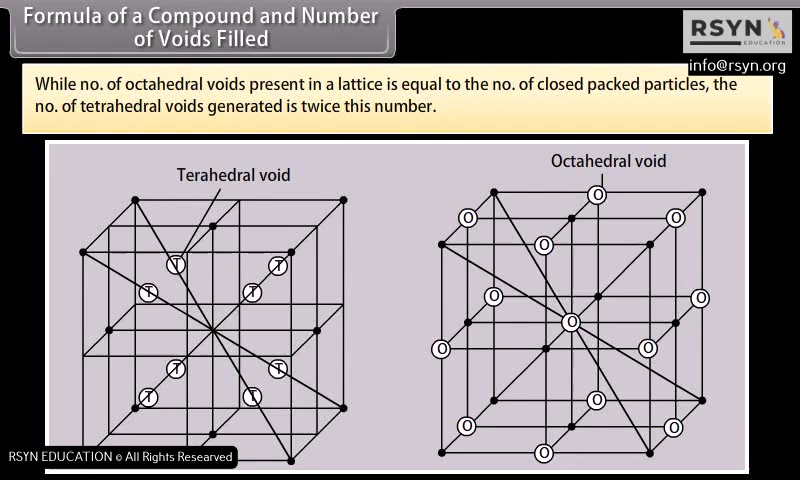 Formula of a Compound and Number
of Voids Filled
RSYN
EDUCATION
info@rsyn.org
While no. of octahedral voids present in a lattice is equal to the no. of closed packed particles, the
no. of tetrahedral voids generated is twice this number.
Terahedral void
Octahedral void
T
T
T
T
T
T
T
T
O
O
O
O
O
O
O
O
O
O
O
O
O
RSYN EDUCATION © All Rights Researved